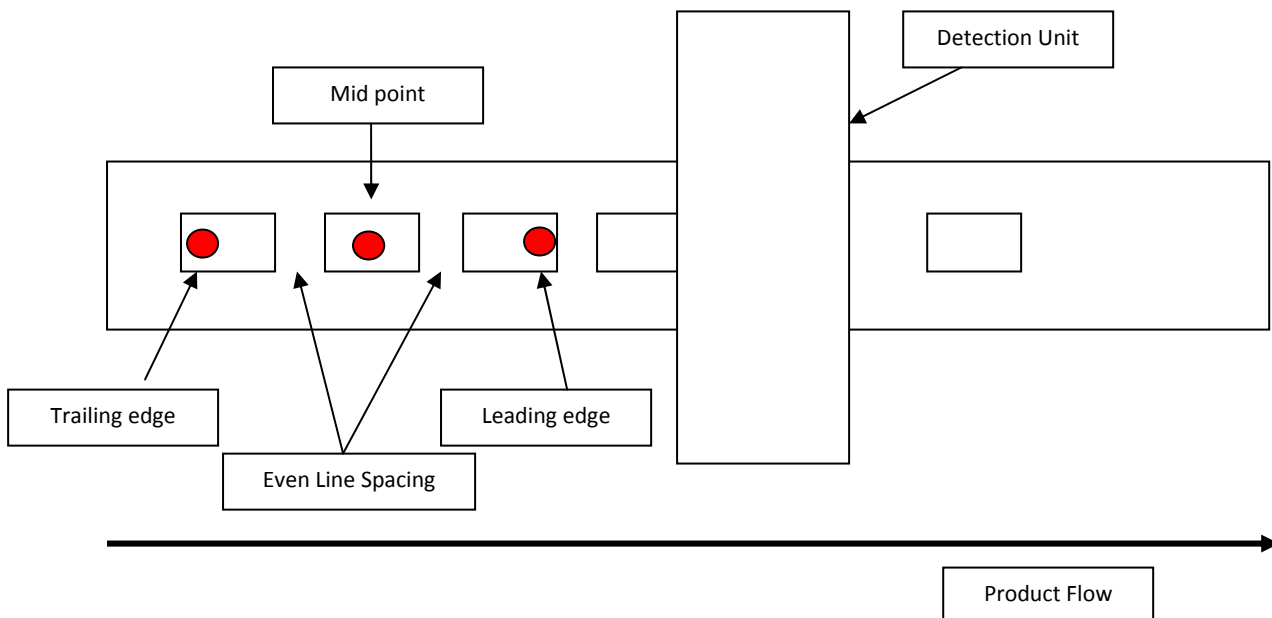 Detection Unit
Mid point
Trailing edge
Leading edge
Even Line Spacing
Product Flow